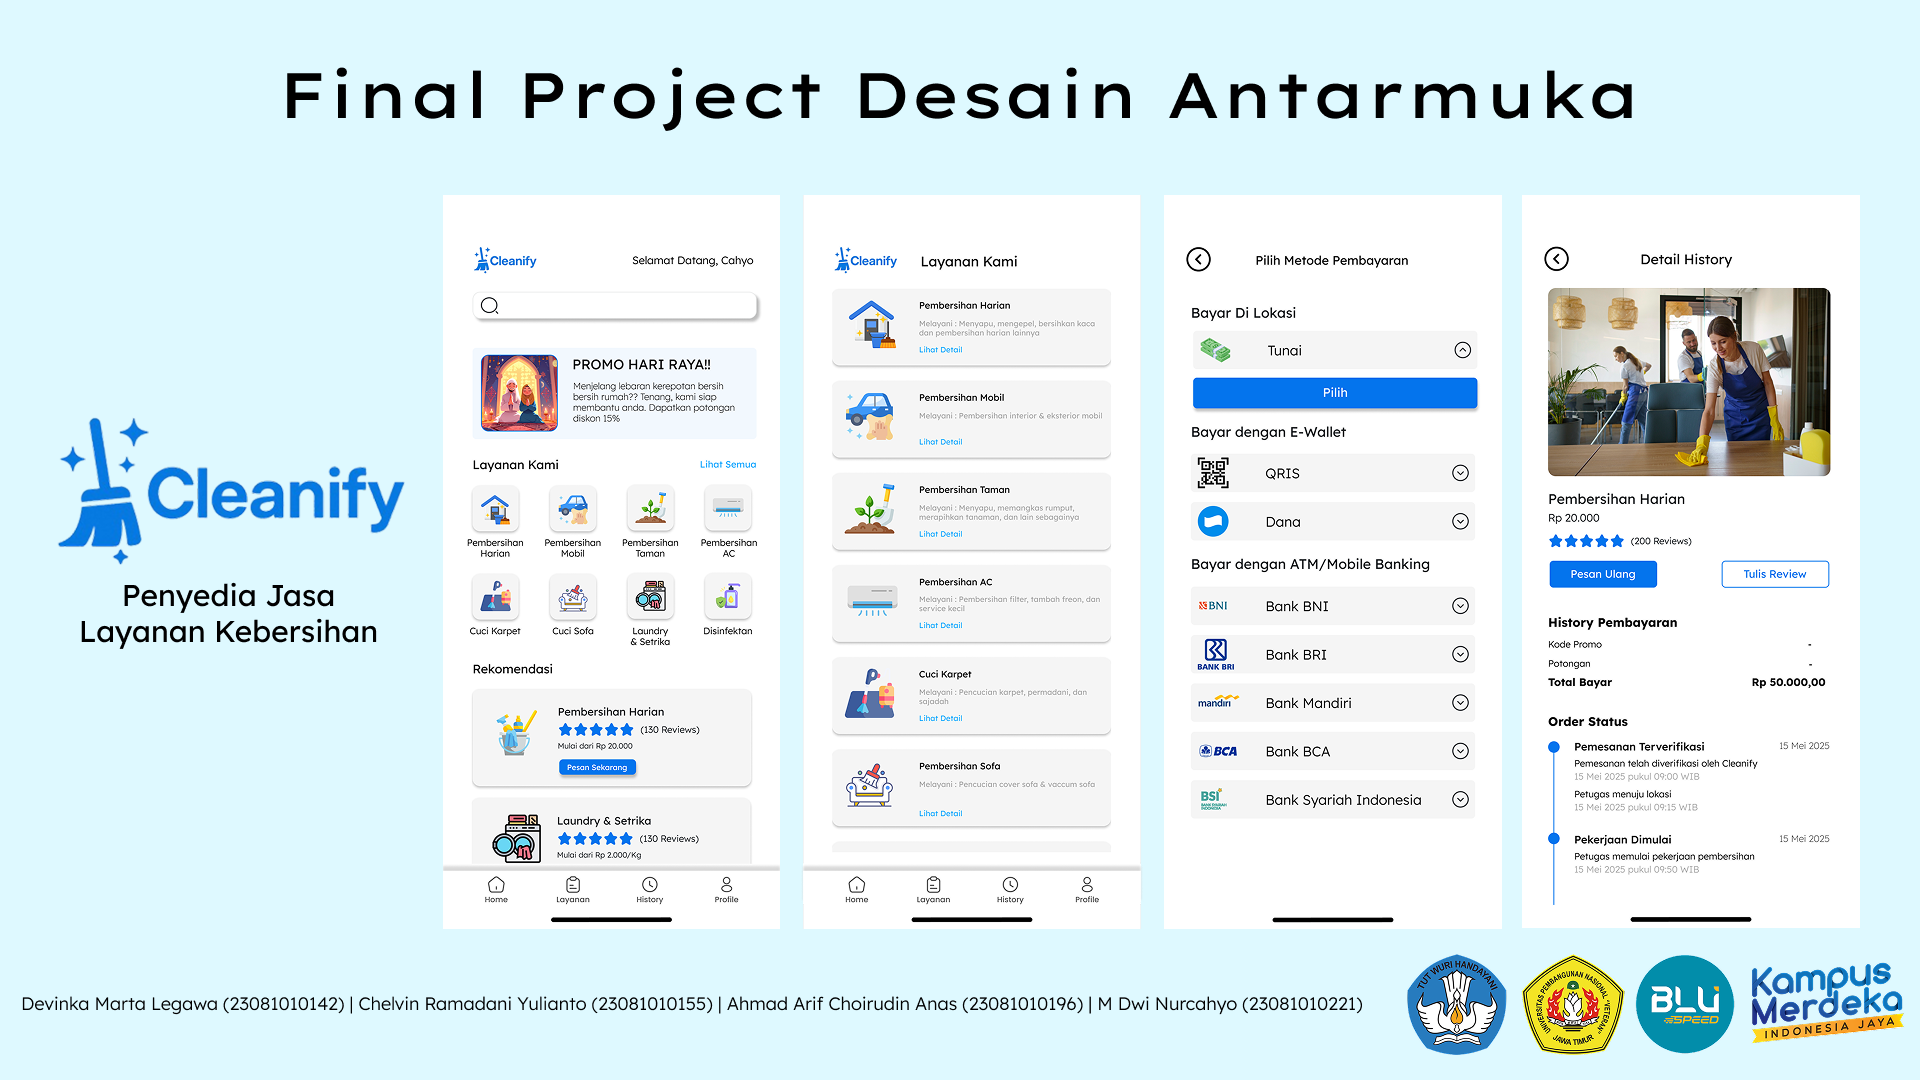 Final Project Desain Antarmuka
Cleanify
Penyedia Jasa
Layanan Kebersihan
Cleanify
Selamat Datang, Cahyo
PROMO HARI RAYA!!
Menjelang lebaran kerepotan bersih
bersih rumah?? Tenang, kami siap
membantu anda. Dapatkan potongan
diskon 15%
Layanan Kami
Lihat Semua
Pembersihan
Harian
Pembersihan
Mobil
Pembersihan
Taman
Pembersihan
AC
Cuci Karpet
Cuci Sofa
Laundry
& Setrika
Disinfektan
Rekomendasi
Pembersihan Harian
(130 Reviews)
Mulai dari Rp 20.000
Pesan Sekarang
Laundry & Setrika
(130 Reviews)
Mulai dari Rp 2.000/Kg
Home
Layanan
History
Profile
Cleanify
Layanan Kami
Pembersihan Harian
Melayani : Menyapu, mengepel, bersihkan kaca
dan pembersihan harian lainnya
Lihat Detail
Pembersihan Mobil
Melayani : Pembersihan interior & eksterior mobil
Lihat Detail
Pembersihan Taman
Melayani : Menyapu, memangkas rumput,
merapihkan tanaman, dan lain sebagainya
Lihat Detail
Pembersihan AC
Melayani : Pembersihan filter, tambah freon, dan
service kecil
Lihat Detail
Cuci Karpet
Melayani : Pencucian karpet, permadani, dan
sajadah
Lihat Detail
Pembersihan Sofa
Melayani : Pencucian cover sofa & vaccum sofa
Lihat Detail
Home
Layanan
History
Profile
Pilih Metode Pembayaran
Bayar Di Lokasi
Tunai
Pilih
Bayar dengan E-Wallet
QRIS
Dana
Bayar dengan ATM/Mobile Banking
BNI
Bank BNI
BANK BRI
Bank BRI
mandiri
Bank Mandiri
BCA
Bank BCA
BSI
BANK SYARIAH
INDONESIA
Bank Syariah Indonesia
Detail History
Pembersihan Harian
Rp 20.000
(200 Reviews)
Pesan Ulang
Tulis Review
History Pembayaran
Kode Promo -
Potongan -
Total Bayar Rp 50.000,00
Order Status
Pemesanan Terverifikasi 15 Mei 2025
Pemesanan telah diverifikasi oleh Cleanify
15 Mei 2025 pukul 09:00 WIB
Petugas menuju lokasi
15 Mei 2025 pukul 09:15 WIB
Pekerjaan Dimulai 15 Mei 2025
Petugas memulai pekerjaan pembersihan
15 Mei 2025 pukul 09:50 WIB
Devinka Marta Legawa (23081010142) | Chelvin Ramadani Yulianto (23081010155) | Ahmad Arif Choirudin Anas (23081010196) | M Dwi Nurcahyo (23081010221)
TUT WURI HANDAYANI
UNIVERSITAS PEMBANGUNAN NASIONAL "VETERAN"
JAWA TIMUR
BLU
SPEED
Kampus
Merdeka
INDONESIA JAYA